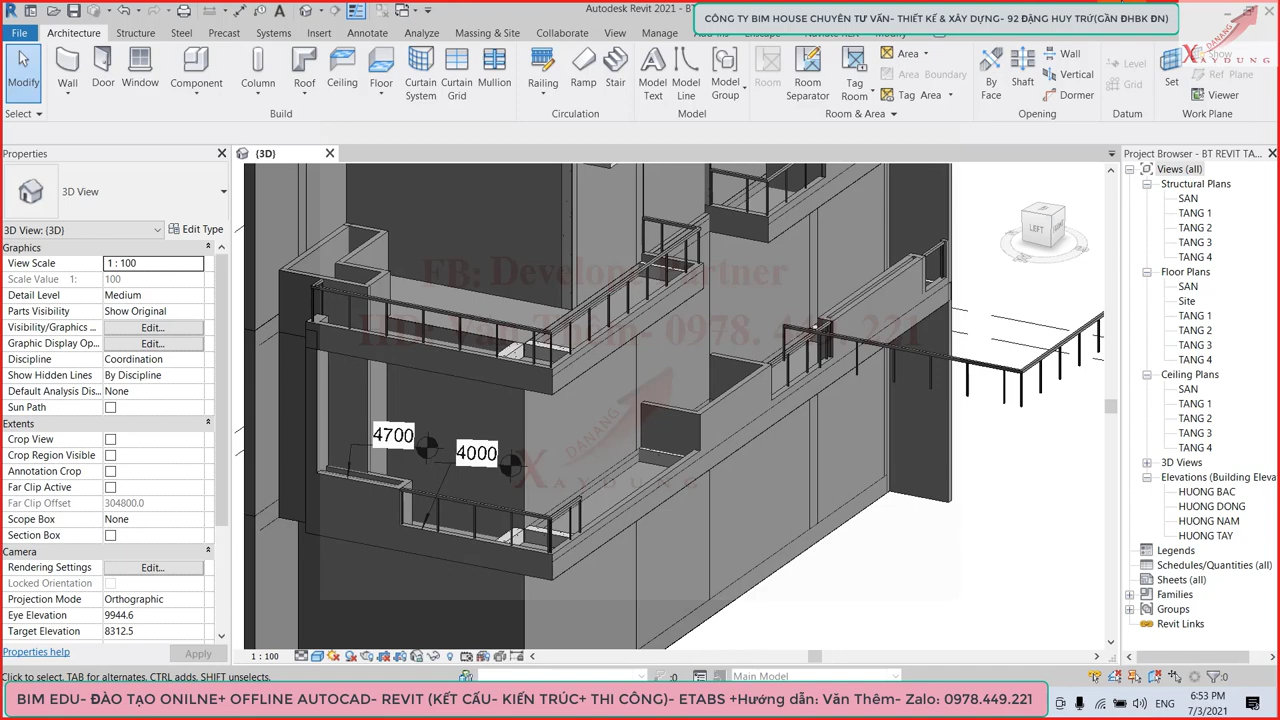 Autodesk Revit 2021
CÔNG TY BIM HOUSE CHUYÊN TƯ VẤN- THIẾT KẾ & XÂY DỰNG- 92 ĐẶNG HUY TRỨ(GẦN ĐHBK ĐN)
File Architecture Structure Steel Precast Systems Insert Annotate Analyze Massing & Site Collaborate View Manage
Modify Wall Door Window Component Column Roof Ceiling Floor Curtain System Curtain Grid Mullion Railing Ramp Stair Model Text Model Line Model Group Room Room Separator Tag Room Area Area Boundary Tag Area By Face Shaft Wall Vertical Dormer Level Grid Set Show Ref Plane Viewer
Select Build Circulation Model Room & Area Opening Datum Work Plane
DANANG
XAYDUNG
Properties
3D View
3D View: {3D} Edit Type
Graphics
View Scale 1 : 100
Scale Value 1: 100
Detail Level Medium
Parts Visibility Show Original
Visibility/Graphics ... Edit...
Graphic Display Op... Edit...
Discipline Coordination
Show Hidden Lines By Discipline
Default Analysis Dis... None
Sun Path
Extents
Crop View
Crop Region Visible
Annotation Crop
Far Clip Active
Far Clip Offset 304800.0
Scope Box None
Section Box
Camera
Rendering Settings Edit...
Locked Orientation
Projection Mode Orthographic
Eye Elevation 9944.6
Target Elevation 8312.5
Properties help Apply
{3D}
LEFT
4700
4000
DANANG
XAYDUNG
Project Browser - BT REVIT TA...
Views (all)
Structural Plans
SAN
TANG 1
TANG 2
TANG 3
TANG 4
Floor Plans
SAN
Site
TANG 1
TANG 2
TANG 3
TANG 4
Ceiling Plans
SAN
TANG 1
TANG 2
TANG 3
TANG 4
3D Views
Elevations (Building Eleva
HUONG BAC
HUONG DONG
HUONG NAM
HUONG TAY
Legends
Schedules/Quantities (all)
Sheets (all)
Families
Groups
Revit Links
1 : 100
Click to select, TAB for alternates, CTRL adds, SHIFT unselects.
:0 Main Model :0
BIM EDU- ĐÀO TẠO ONILNE+ OFFLINE AUTOCAD- REVIT (KẾT CẤU- KIẾN TRÚC+ THI CÔNG)- ETABS +Hướng dẫn: Văn Thêm- Zalo: 0978.449.221
ENG
6:53 PM
7/3/2021